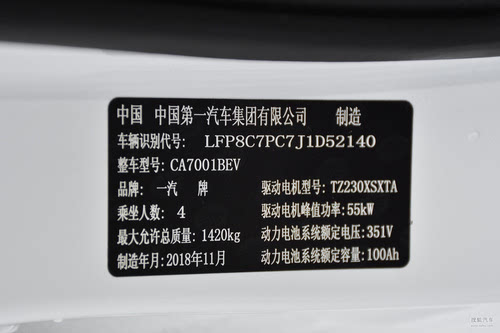 中国 中国第一汽车集团有限公司 制造
车辆识别代号: LFP8C7PC7J1D52140
整车型号: CA7001BEV
品牌: 一汽 牌 驱动电机型号: TZ230XSXTA
乘坐人数: 4 驱动电机峰值功率: 55kW
最大允许总质量: 1420kg 动力电池系统额定电压: 351V
制造年月: 2018年11月 动力电池系统额定容量: 100Ah